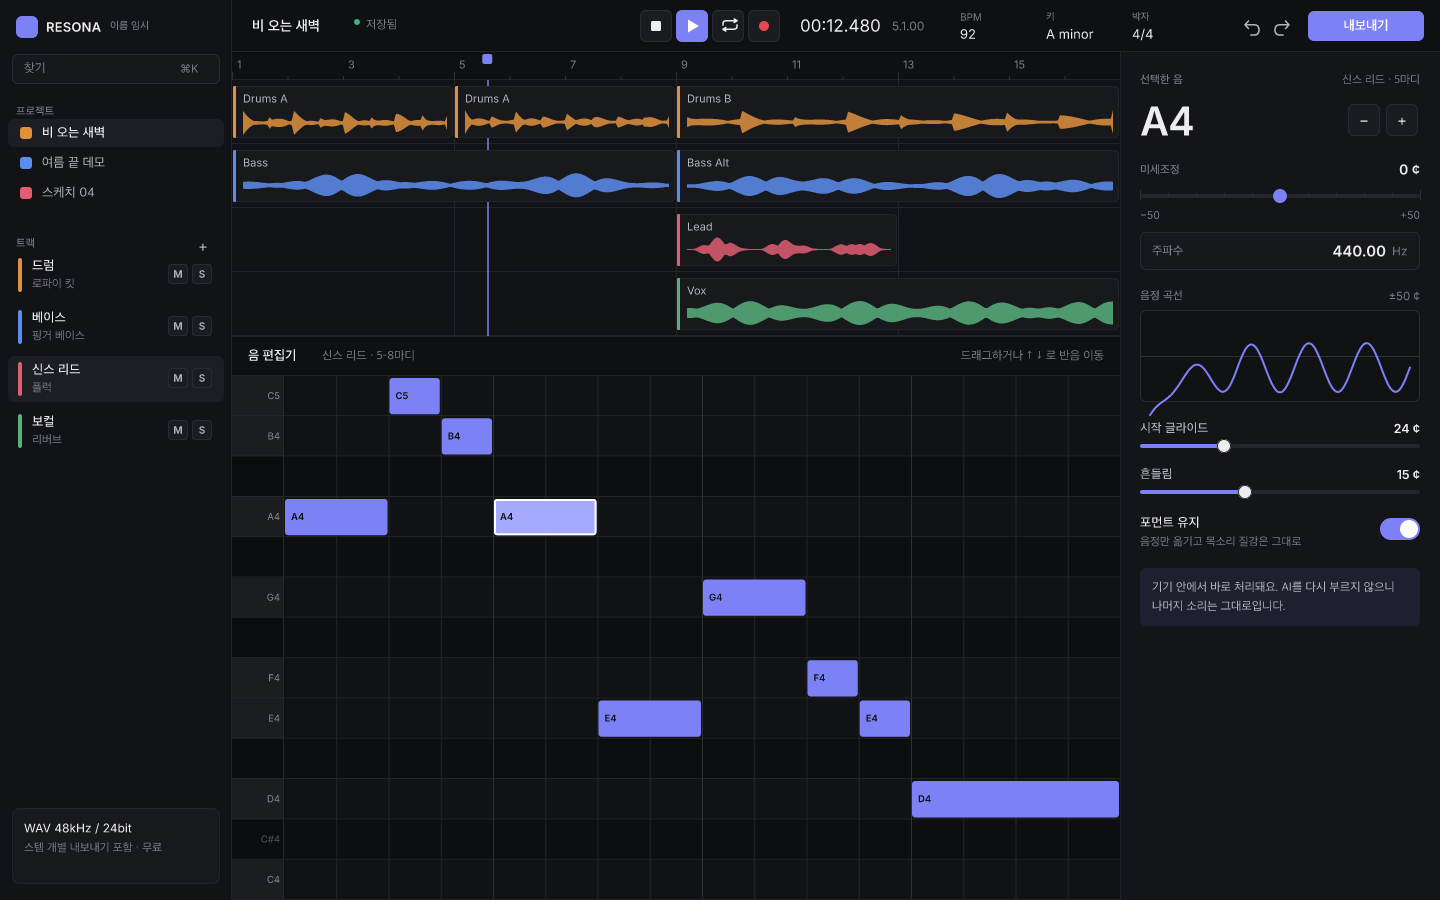 RESONA 이름 임시
찾기 ⌘K
프로젝트
비 오는 새벽
여름 끝 데모
스케치 04
트랙 +
드럼
로파이 킷
M S
베이스
핑거 베이스
M S
신스 리드
플럭
M S
보컬
리버브
M S
WAV 48kHz / 24bit
스템 개별 내보내기 포함 · 무료
비 오는 새벽
저장됨
00:12.480 5.1.00
BPM
92
키
A minor
박자
4/4
내보내기
1 3 5 7 9 11 13 15
Drums A
Drums A
Drums B
Bass
Bass Alt
Lead
Vox
음 편집기 신스 리드 · 5-8마디
드래그하거나 ↑ ↓ 로 반음 이동
C5 C5
B4 B4
A4 A4 A4
G4 G4
F4 F4
E4 E4 E4
D4 D4
C#4
C4
선택한 음 신스 리드 · 5마디
A4 − +
미세조정 0 ¢
−50 +50
주파수 440.00 Hz
음정 곡선 ±50 ¢
시작 글라이드 24 ¢
흔들림 15 ¢
포먼트 유지
음정만 옮기고 목소리 질감은 그대로
기기 안에서 바로 처리돼요. AI를 다시 부르지 않으니
나머지 소리는 그대로입니다.